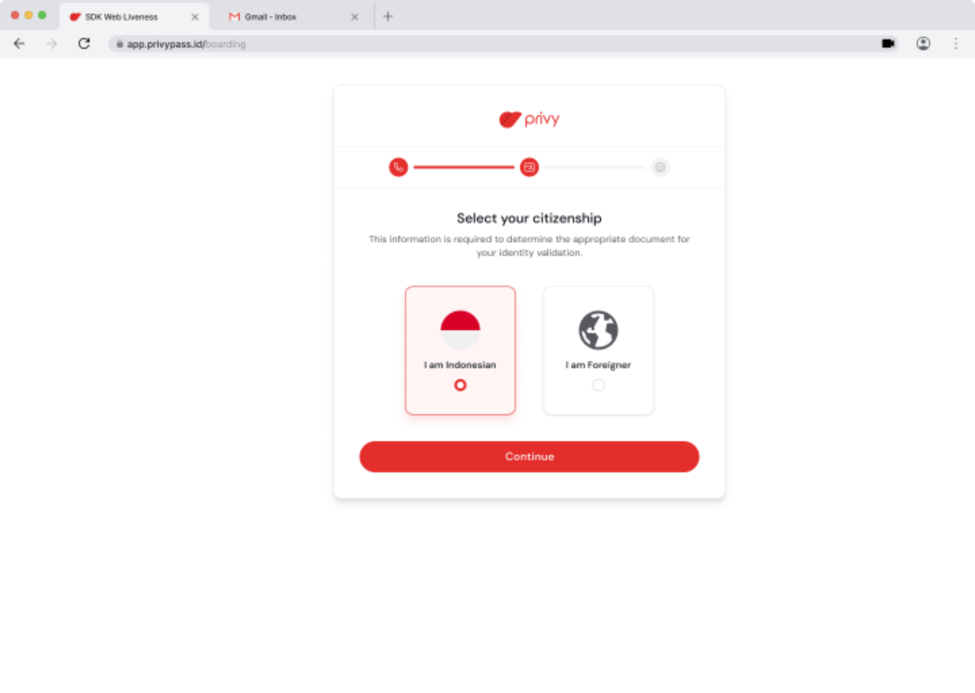 SDK Web Liveness
Gmail - Inbox
app.privypass.id/boarding
privy
Select your citizenship
This information is required to determine the appropriate document for
your identity validation.
I am Indonesian
I am Foreigner
Continue